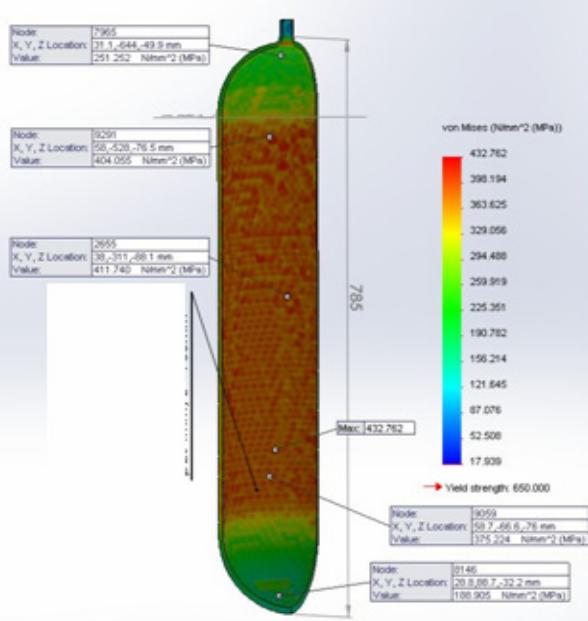 Node: 7965
X, Y, Z Location: 31.1,-644,-49.9 mm
Value: 251.252 N/mm^2 (MPa)
Node: 9291
X, Y, Z Location: 58,-528,-76.5 mm
Value: 404.055 N/mm^2 (MPa)
Node: 2655
X, Y, Z Location: 38,-311,-88.1 mm
Value: 411.740 N/mm^2 (MPa)
785
Max: 432.762
von Mises (N/mm^2 (MPa))
432.762
398.194
363.625
329.056
294.488
259.919
225.351
190.782
156.214
121.645
87.076
52.508
17.939
Yield strength: 650.000
Node: 9059
X, Y, Z Location: 58.7,-66.6,-76 mm
Value: 375.224 N/mm^2 (MPa)
Node: 8146
X, Y, Z Location: 28.8,88.7,-32.2 mm
Value: 188.905 N/mm^2 (MPa)